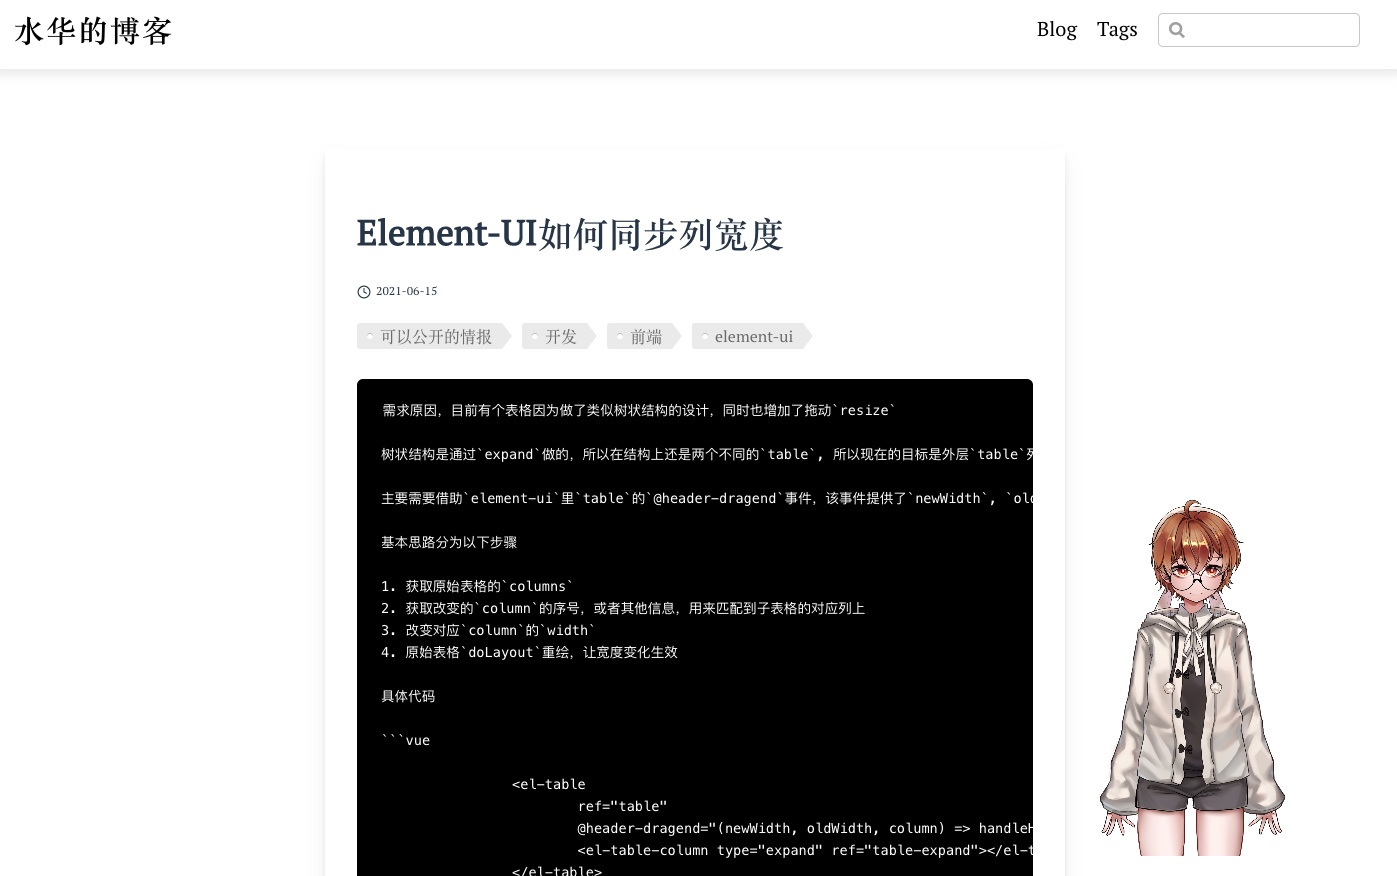 水华的博客
Blog
Tags
Element-UI如何同步列宽度
2021-06-15
可以公开的情报
开发
前端
element-ui
需求原因，目前有个表格因为做了类似树状结构的设计，同时也增加了拖动`resize`
树状结构是通过`expand`做的，所以在结构上还是两个不同的`table`, 所以现在的目标是外层`table`列
主要需要借助`element-ui`里`table`的`@header-dragend`事件，该事件提供了`newWidth`, `old
基本思路分为以下步骤
1. 获取原始表格的`columns`
2. 获取改变的`column`的序号，或者其他信息，用来匹配到子表格的对应列上
3. 改变对应`column`的`width`
4. 原始表格`doLayout`重绘，让宽度变化生效
具体代码
```vue
<el-table
ref="table"
@header-dragend="(newWidth, oldWidth, column) => handleH
<el-table-column type="expand" ref="table-expand"></el-t
</el-table>